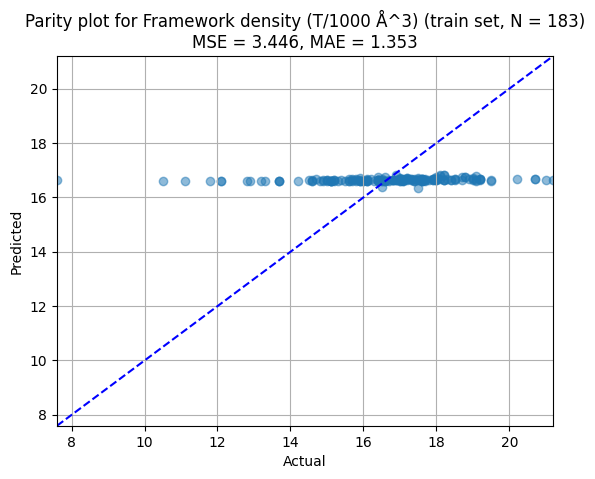 Parity plot for Framework density (T/1000 Å^3) (train set, N = 183)
MSE = 3.446, MAE = 1.353
20
18
16
14
12
10
8
Predicted
8 10 12 14 16 18 20
Actual